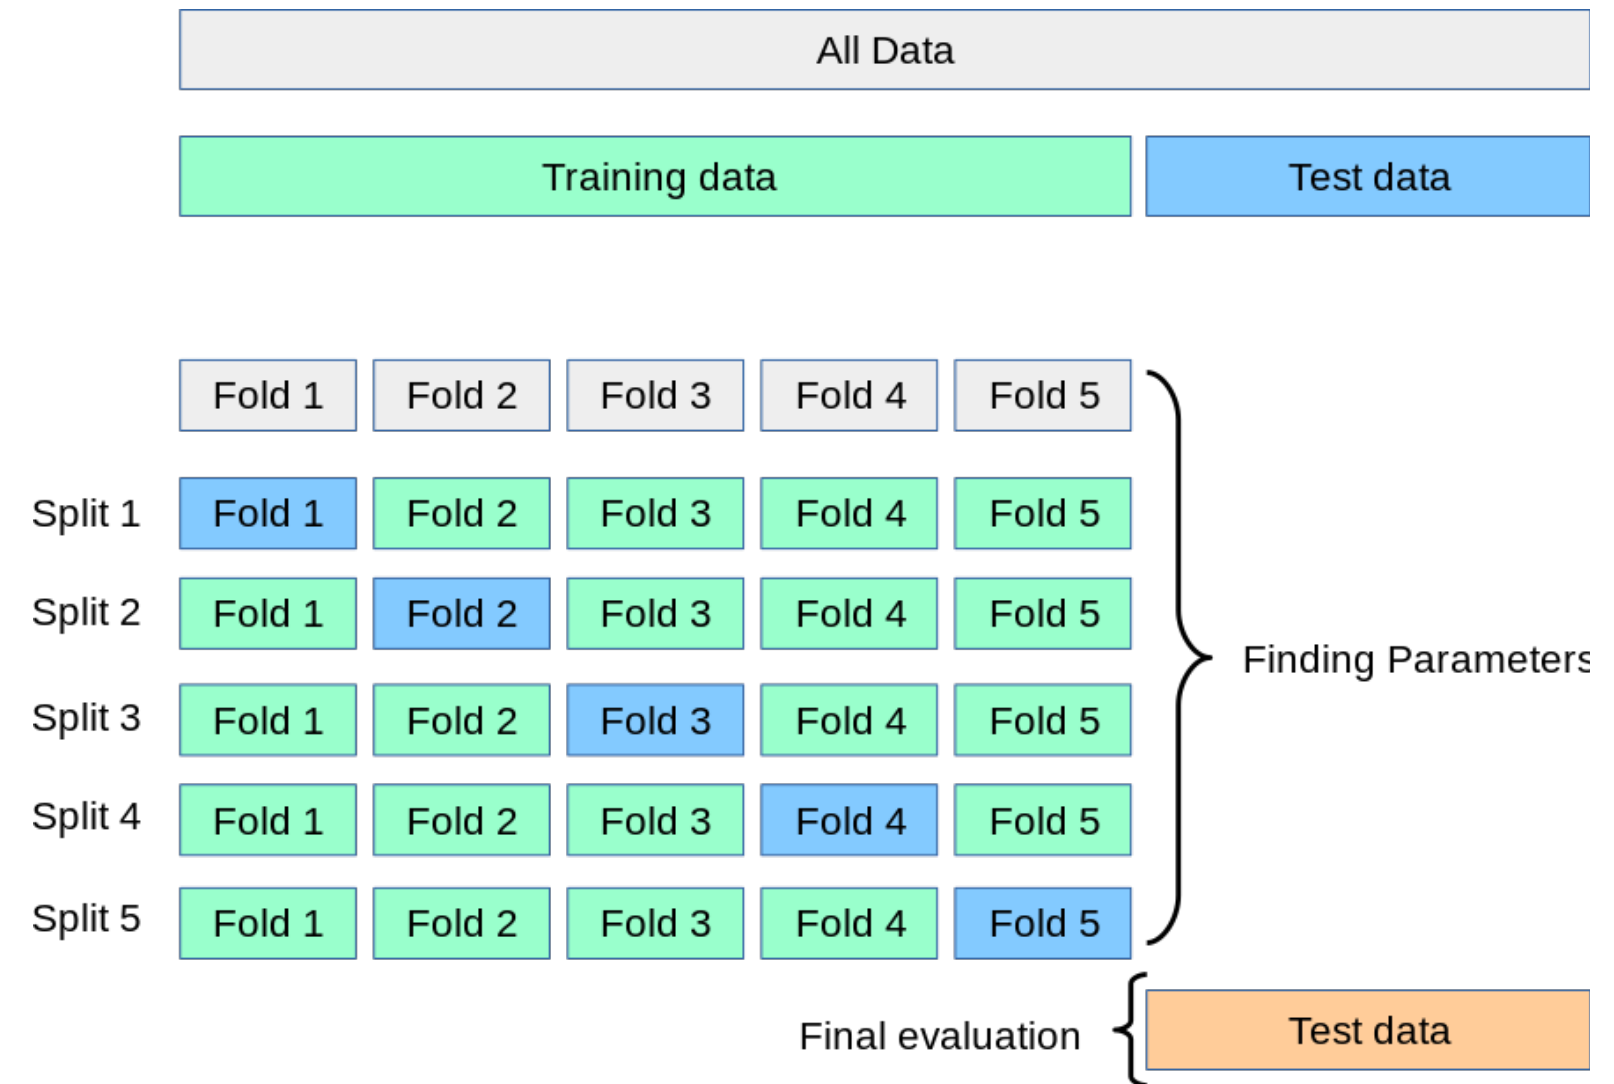 All Data
Training data Test data
Fold 1 Fold 2 Fold 3 Fold 4 Fold 5
Split 1 Fold 1 Fold 2 Fold 3 Fold 4 Fold 5
Split 2 Fold 1 Fold 2 Fold 3 Fold 4 Fold 5
Finding Parameters
Split 3 Fold 1 Fold 2 Fold 3 Fold 4 Fold 5
Split 4 Fold 1 Fold 2 Fold 3 Fold 4 Fold 5
Split 5 Fold 1 Fold 2 Fold 3 Fold 4 Fold 5
Final evaluation Test data